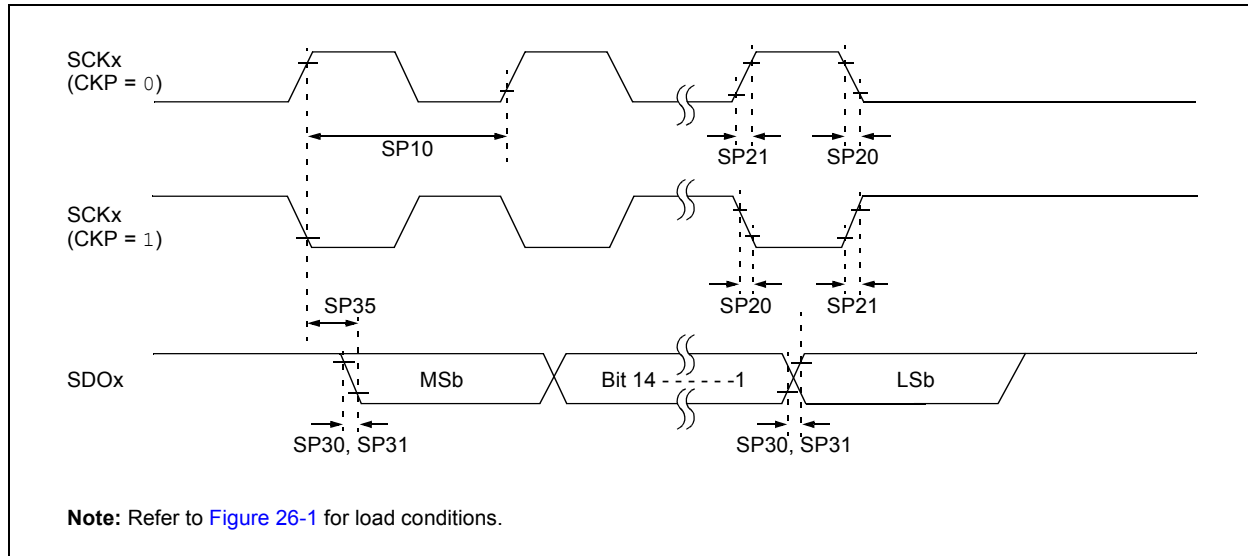 SCKx
(CKP = 0)
SP10
SP21
SP20
SCKx
(CKP = 1)
SP35
SP20
SP21
SDOx
MSb
Bit 14 - - - - - -1
LSb
SP30, SP31
SP30, SP31
Note: Refer to Figure 26-1 for load conditions.